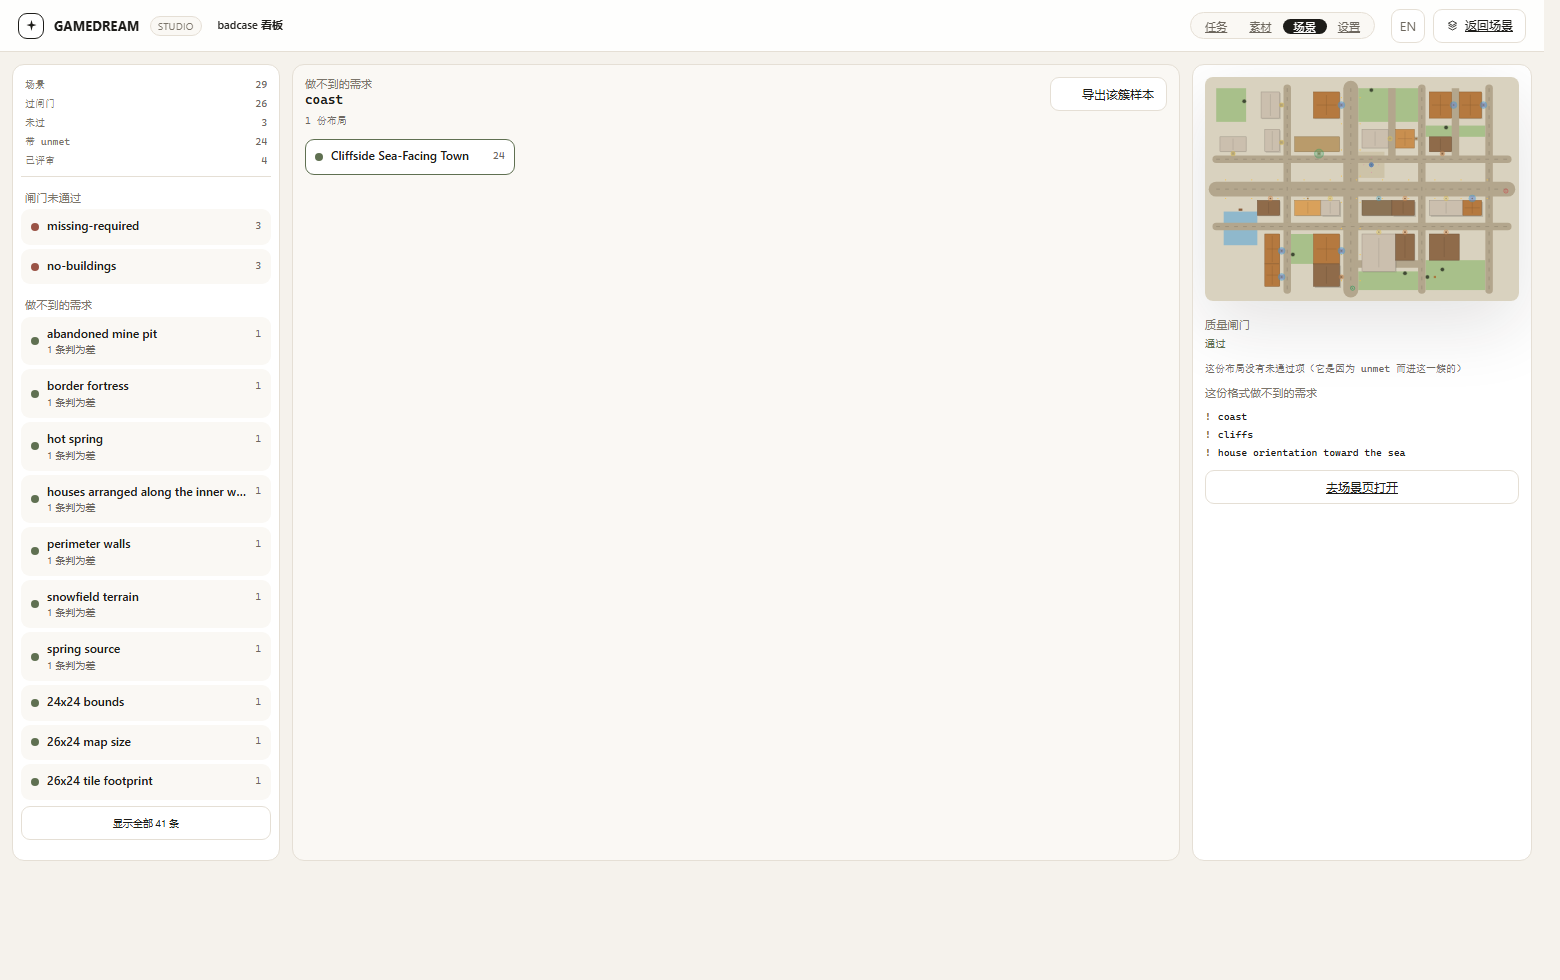 GAMEDREAM STUDIO badcase 看板
任务 素材 场景 设置 EN 返回场景
场景 29
过闸门 26
未过 3
带 unmet 24
已评审 4
闸门未通过
missing-required 3
no-buildings 3
做不到的需求
abandoned mine pit 1
1 条判为差
border fortress 1
1 条判为差
hot spring 1
1 条判为差
houses arranged along the inner w... 1
1 条判为差
perimeter walls 1
1 条判为差
snowfield terrain 1
1 条判为差
spring source 1
1 条判为差
24x24 bounds 1
26x24 map size 1
26x24 tile footprint 1
显示全部 41 条
做不到的需求
coast
1 份布局
导出该簇样本
Cliffside Sea-Facing Town 24
质量闸门
通过
这份布局没有未通过项（它是因为 unmet 而进这一簇的）
这份格式做不到的需求
! coast
! cliffs
! house orientation toward the sea
去场景页打开